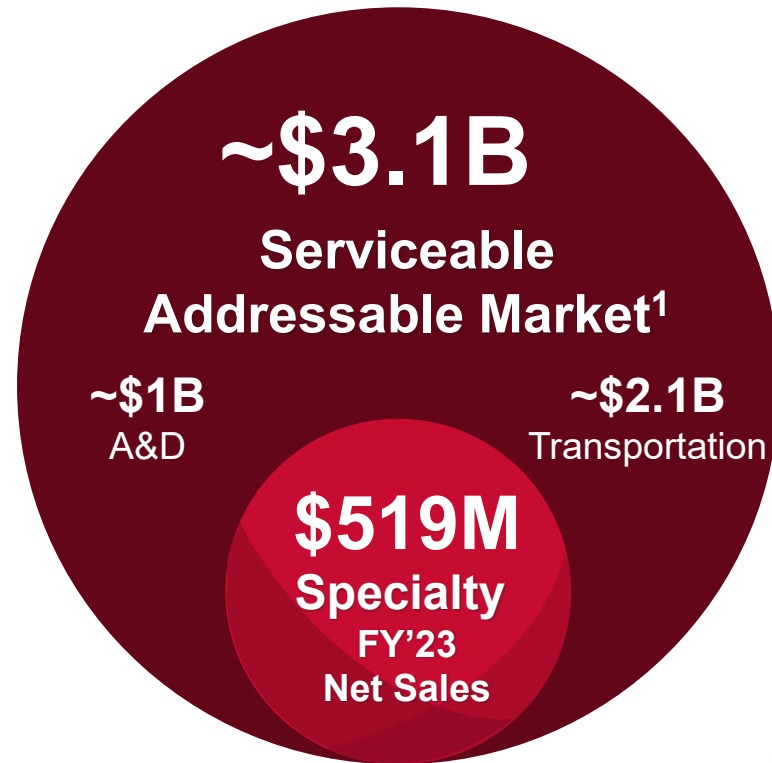 ~$3.1B
Serviceable
Addressable Market¹
~$1B
A&D
~$2.1B
Transportation
$519M
Specialty
FY’23
Net Sales